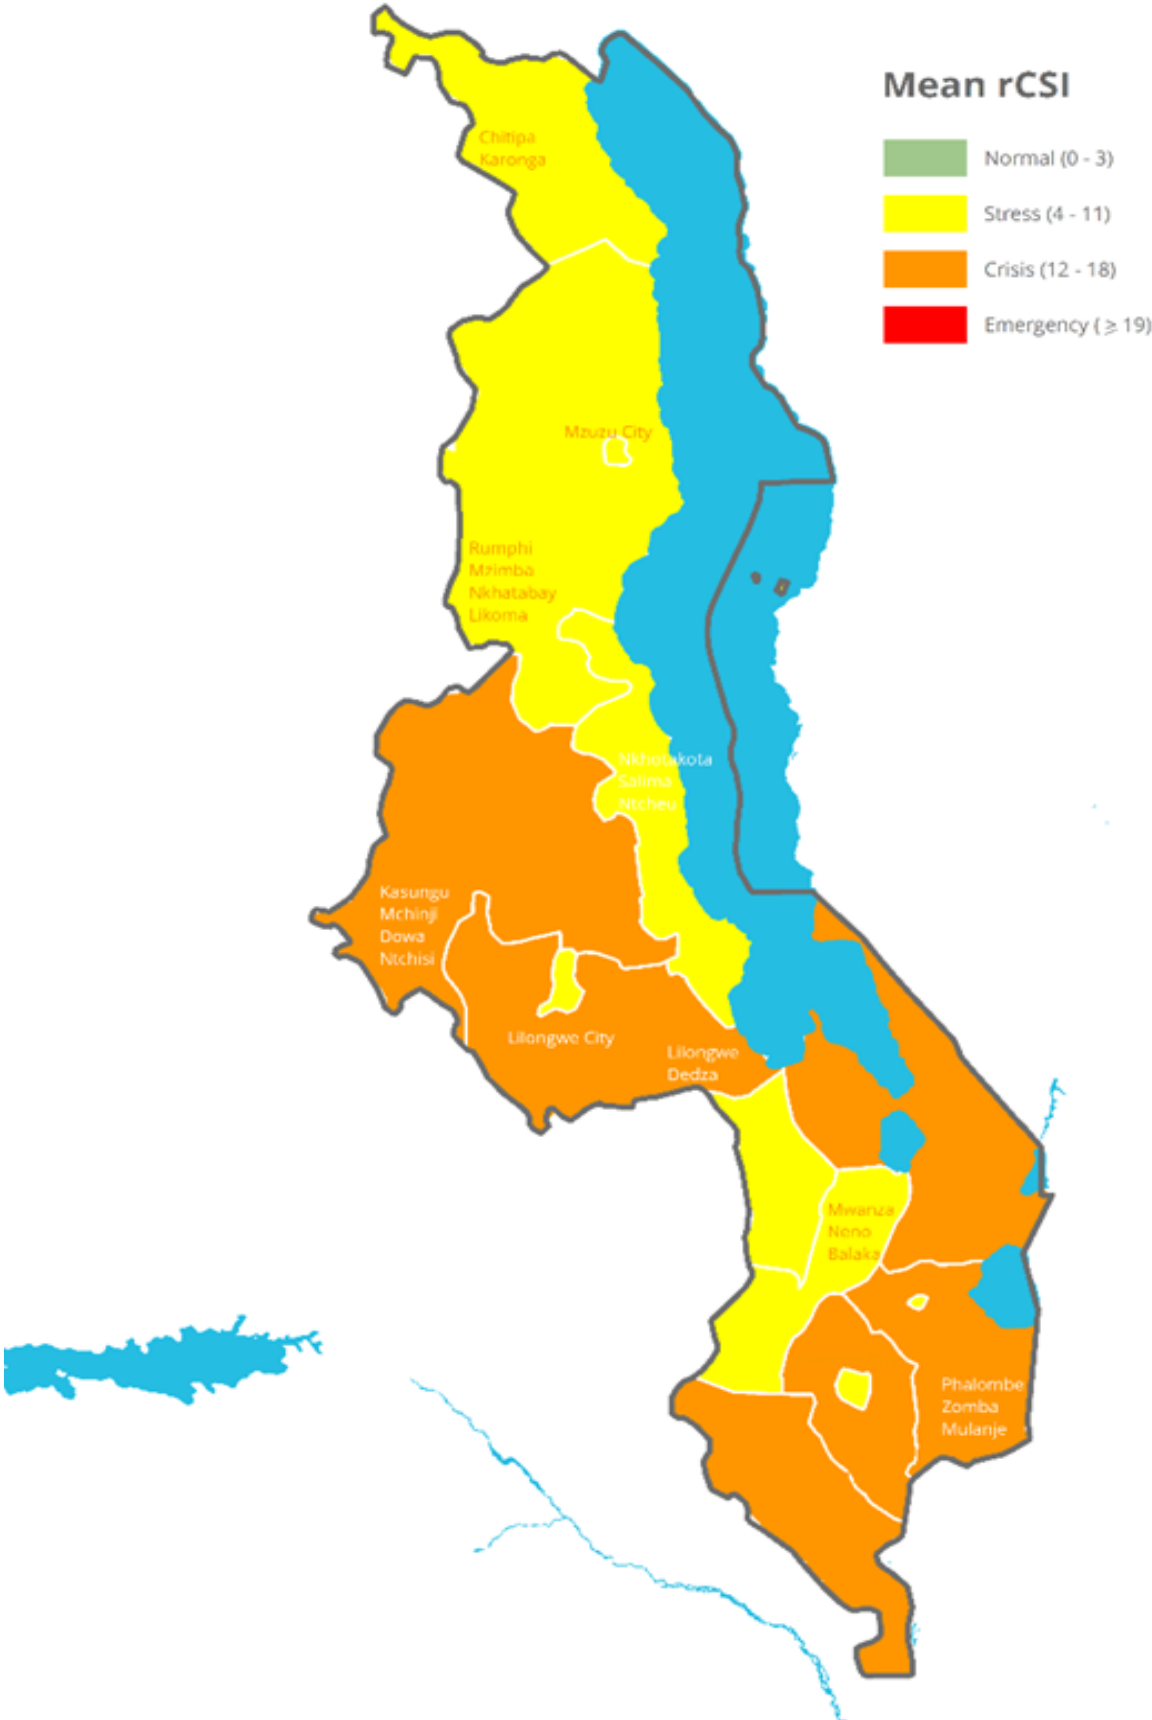 Mean rCSI
Normal (0 - 3)
Stress (4 - 11)
Crisis (12 - 18)
Emergency ( ≥ 19)
Chitipa
Karonga
Mzuzu City
Rumphi
Mzimba
Nkhatabay
Likoma
Nkhotakota
Salima
Ntcheu
Kasungu
Mchinji
Dowa
Ntchisi
Lilongwe City
Lilongwe
Dedza
Mwanza
Neno
Balaka
Phalombe
Zomba
Mulanje